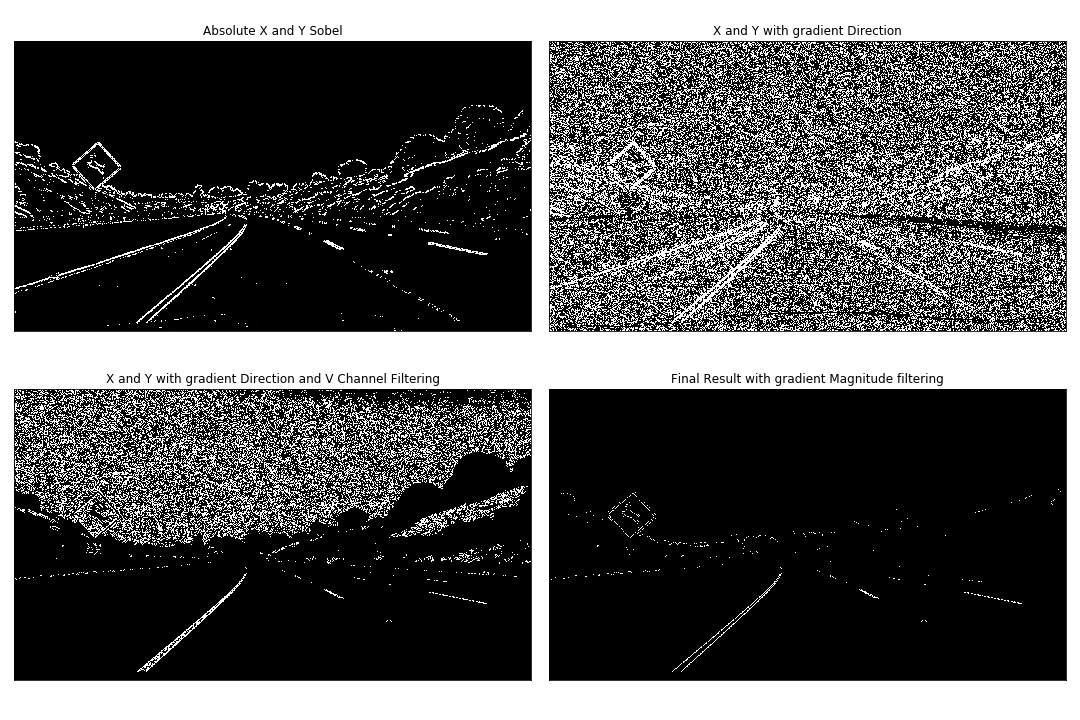 Absolute X and Y Sobel
X and Y with gradient Direction
X and Y with gradient Direction and V Channel Filtering
Final Result with gradient Magnitude filtering